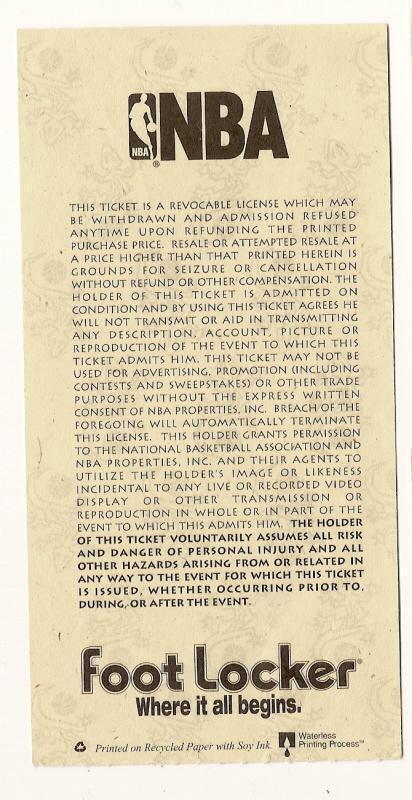 NBA
NBA
®
THIS TICKET IS A REVOCABLE LICENSE WHICH MAY
BE WITHDRAWN AND ADMISSION REFUSED
ANYTIME UPON REFUNDING THE PRINTED
PURCHASE PRICE. RESALE OR ATTEMPTED RESALE AT
A PRICE HIGHER THAN THAT PRINTED HEREIN IS
GROUNDS FOR SEIZURE OR CANCELLATION
WITHOUT REFUND OR OTHER COMPENSATION. THE
HOLDER OF THIS TICKET IS ADMITTED ON
CONDITION AND BY USING THIS TICKET AGREES HE
WILL NOT TRANSMIT OR AID IN TRANSMITTING
ANY DESCRIPTION, ACCOUNT, PICTURE OR
REPRODUCTION OF THE EVENT TO WHICH THIS
TICKET ADMITS HIM. THIS TICKET MAY NOT BE
USED FOR ADVERTISING, PROMOTION (INCLUDING
CONTESTS AND SWEEPSTAKES) OR OTHER TRADE
PURPOSES WITHOUT THE EXPRESS WRITTEN
CONSENT OF NBA PROPERTIES, INC. BREACH OF THE
FOREGOING WILL AUTOMATICALLY TERMINATE
THIS LICENSE. THIS HOLDER GRANTS PERMISSION
TO THE NATIONAL BASKETBALL ASSOCIATION AND
NBA PROPERTIES, INC. AND THEIR AGENTS TO
UTILIZE THE HOLDER'S IMAGE OR LIKENESS
INCIDENTAL TO ANY LIVE OR RECORDED VIDEO
DISPLAY OR OTHER TRANSMISSION OR
REPRODUCTION IN WHOLE OR IN PART OF THE
EVENT TO WHICH THIS ADMITS HIM. THE HOLDER
OF THIS TICKET VOLUNTARILY ASSUMES ALL RISK
AND DANGER OF PERSONAL INJURY AND ALL
OTHER HAZARDS ARISING FROM OR RELATED IN
ANY WAY TO THE EVENT FOR WHICH THIS TICKET
IS ISSUED, WHETHER OCCURRING PRIOR TO,
DURING, OR AFTER THE EVENT.
Foot Locker®
Where it all begins.
Printed on Recycled Paper with Soy Ink
Waterless
Printing Process™